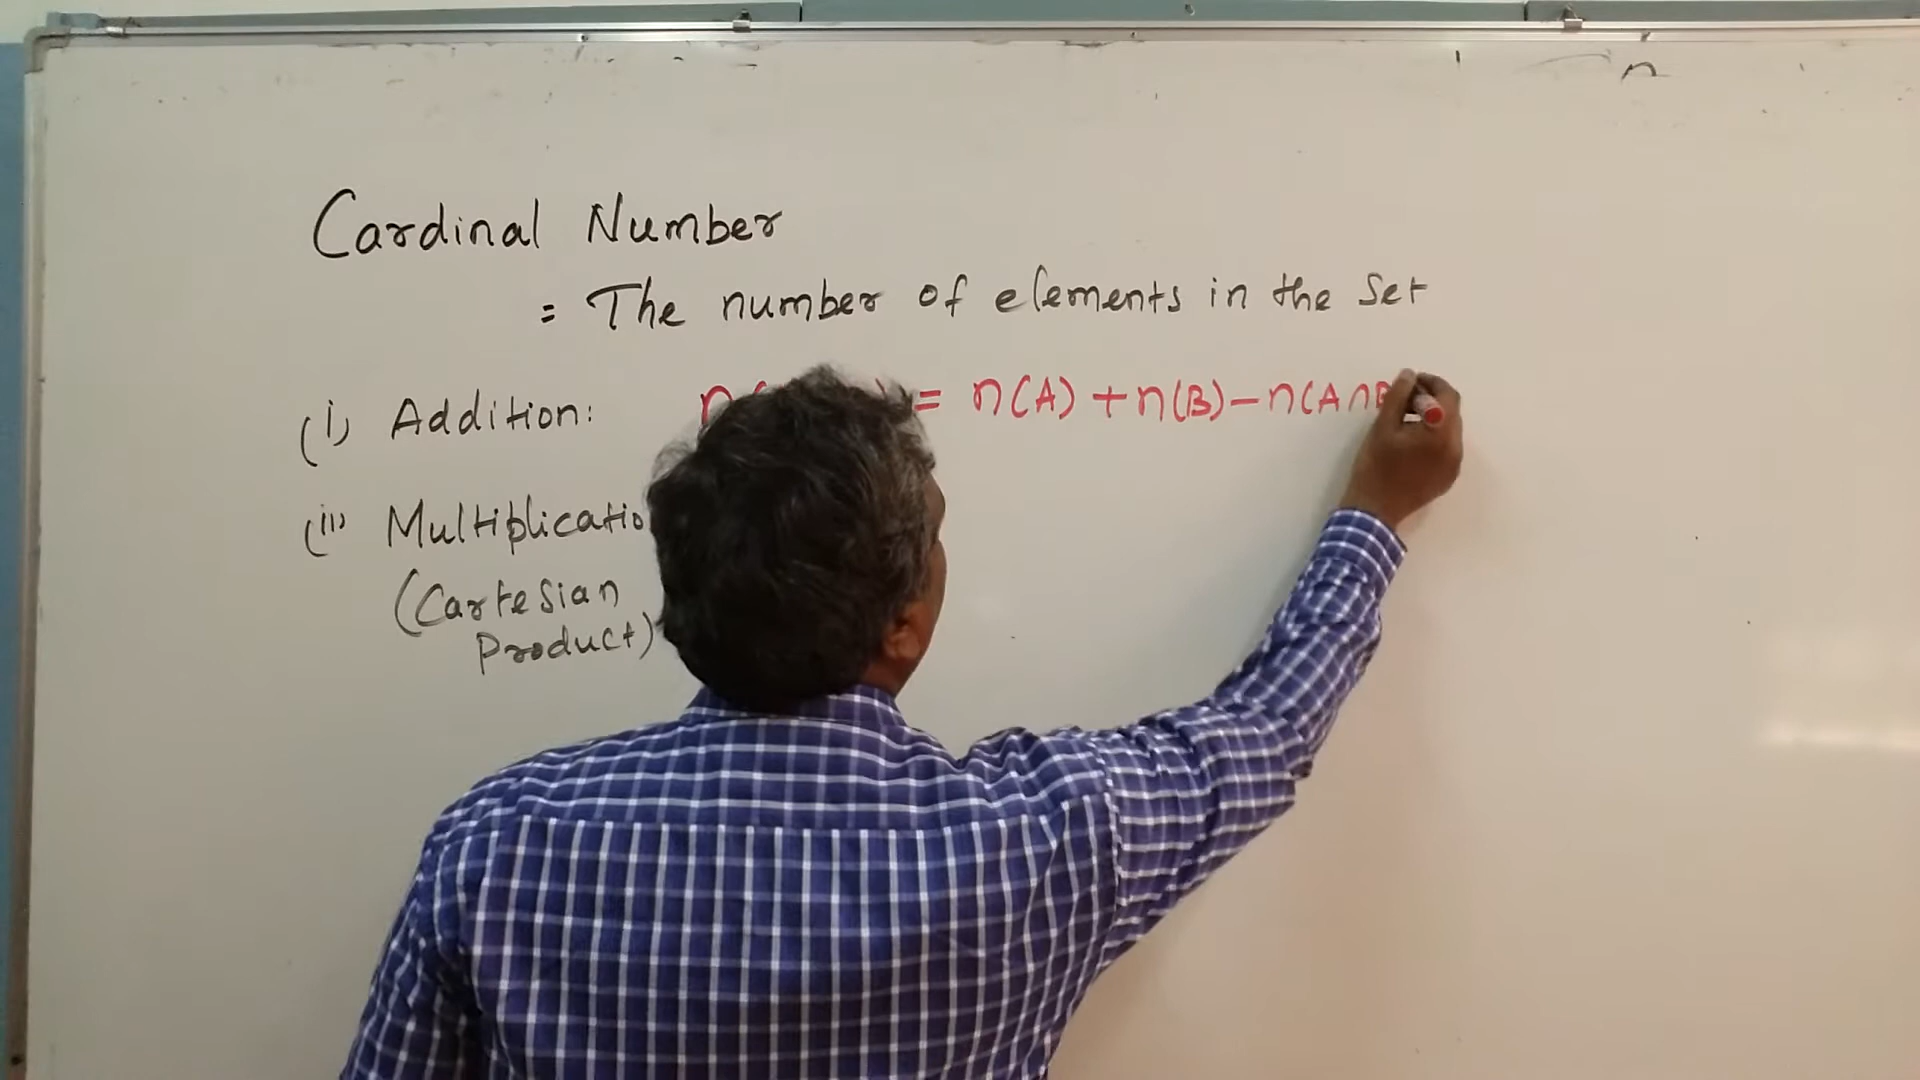 Cardinal Number
= The number of elements in the Set
(i) Addition: n( ) = n(A) + n(B) - n(A∩B
(ii) Multiplicatio
(Cartesian
Product)